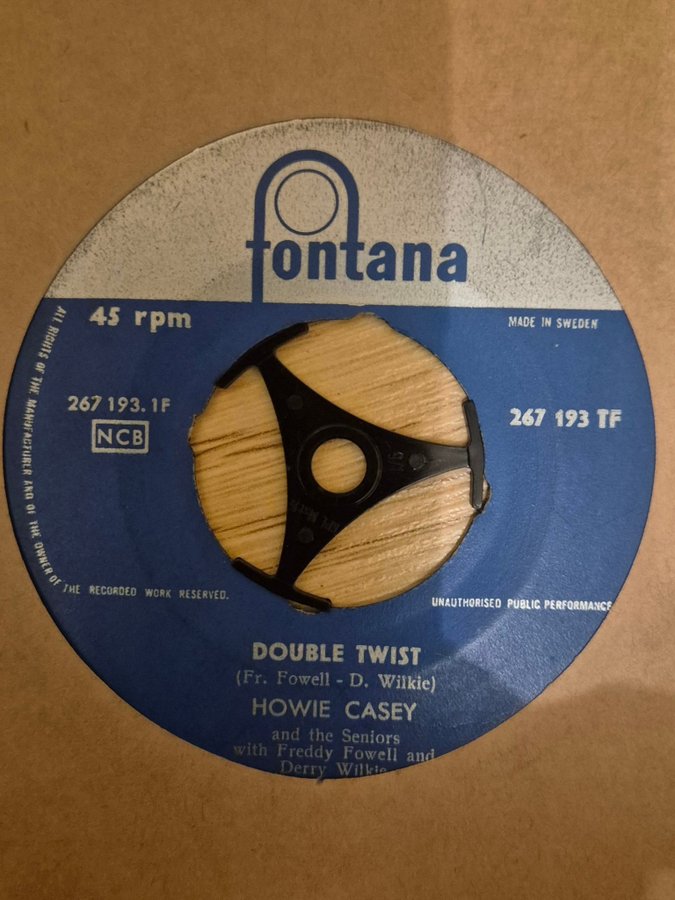 fontana
45 rpm
MADE IN SWEDEN
267 193.1F
NCB
267 193 TF
ALL RIGHTS OF THE MANUFACTURER AND OF THE OWNER OF THE RECORDED WORK RESERVED.
UNAUTHORISED PUBLIC PERFORMANCE
DOUBLE TWIST
(Fr. Fowell - D. Wilkie)
HOWIE CASEY
and the Seniors
with Freddy Fowell and
Derry Wilkie